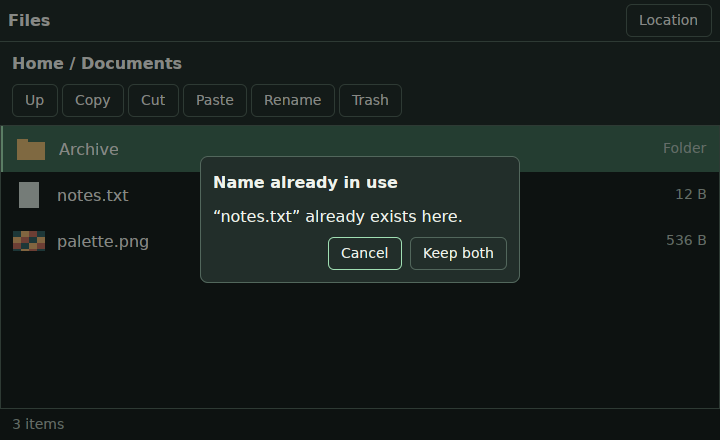 Files
Location
Home / Documents
Up
Copy
Cut
Paste
Rename
Trash
Archive
Folder
notes.txt
12 B
palette.png
536 B
Name already in use
“notes.txt” already exists here.
Cancel
Keep both
3 items